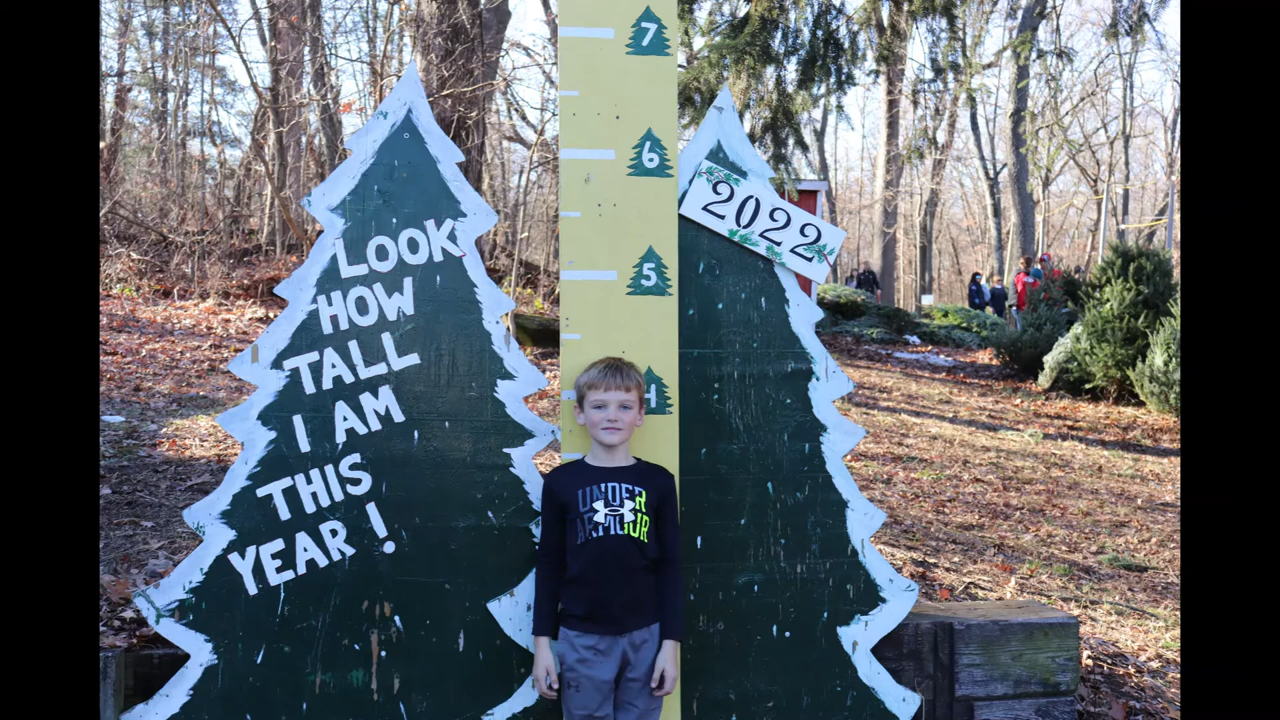 7
6
5
4
LOOK
HOW
TALL
I AM
THIS
YEAR!
2022
UNDER
ARMOUR